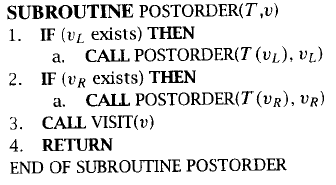 SUBROUTINE POSTORDER(T,v)
1. IF (v_L exists) THEN
a. CALL POSTORDER(T(v_L), v_L)
2. IF (v_R exists) THEN
a. CALL POSTORDER(T(v_R), v_R)
3. CALL VISIT(v)
4. RETURN
END OF SUBROUTINE POSTORDER